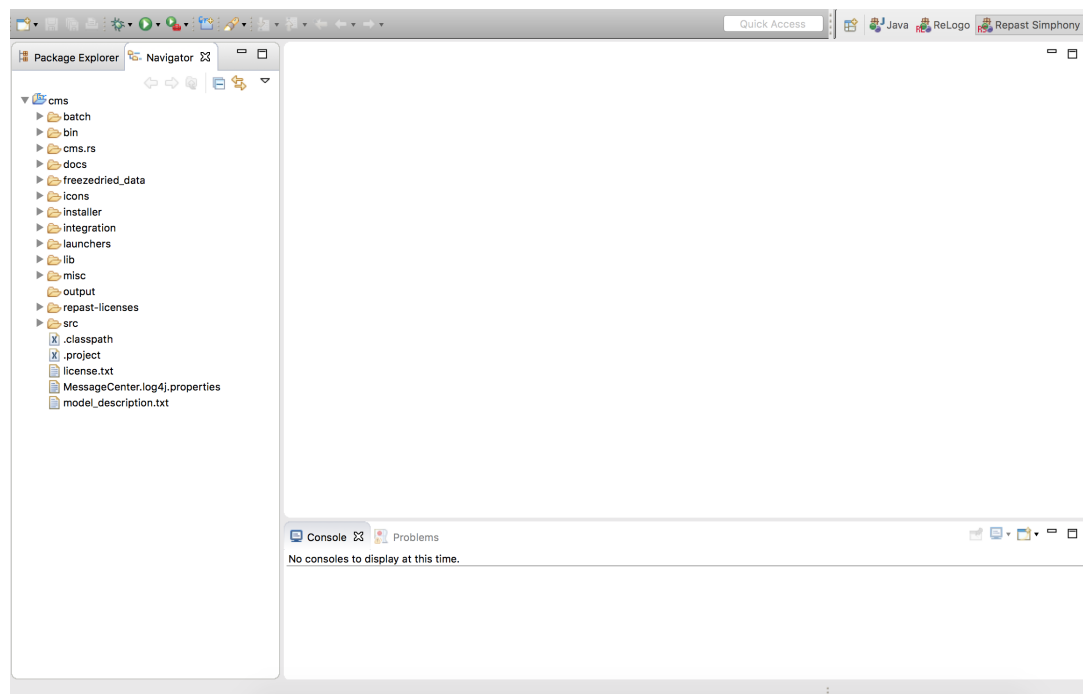 Quick Access
Java
ReLogo
Repast Simphony
Package Explorer
Navigator
cms
batch
bin
cms.rs
docs
freezedried_data
icons
installer
integration
launchers
lib
misc
output
repast-licenses
src
.classpath
.project
license.txt
MessageCenter.log4j.properties
model_description.txt
Console
Problems
No consoles to display at this time.